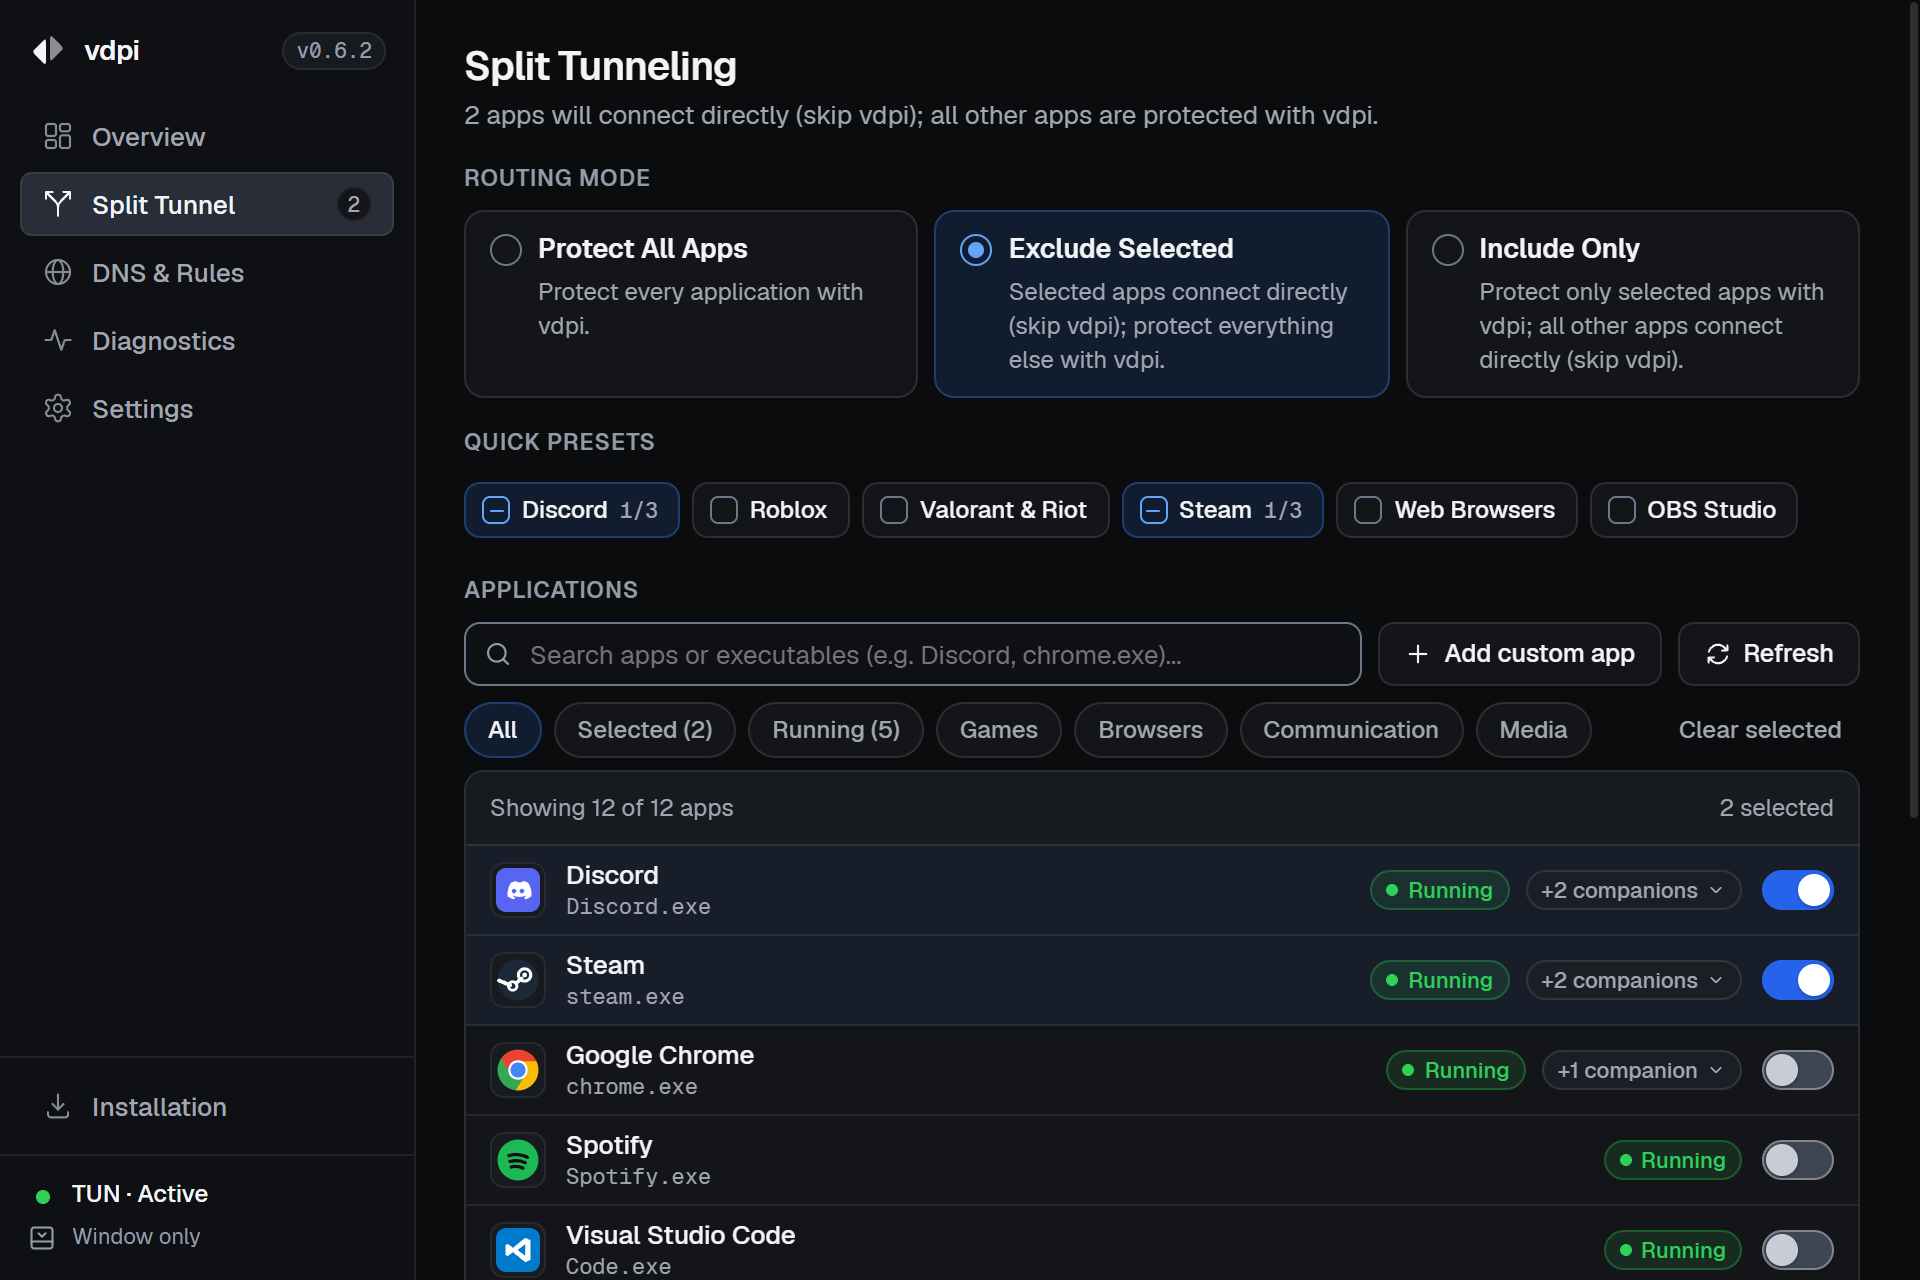 vdpi
v0.6.2
Overview
Split Tunnel 2
DNS & Rules
Diagnostics
Settings
Installation
TUN · Active
Window only
Split Tunneling
2 apps will connect directly (skip vdpi); all other apps are protected with vdpi.
ROUTING MODE
Protect All Apps
Protect every application with
vdpi.
Exclude Selected
Selected apps connect directly
(skip vdpi); protect everything
else with vdpi.
Include Only
Protect only selected apps with
vdpi; all other apps connect
directly (skip vdpi).
QUICK PRESETS
Discord 1/3
Roblox
Valorant & Riot
Steam 1/3
Web Browsers
OBS Studio
APPLICATIONS
Search apps or executables (e.g. Discord, chrome.exe)...
Add custom app
Refresh
All
Selected (2)
Running (5)
Games
Browsers
Communication
Media
Clear selected
Showing 12 of 12 apps
2 selected
Discord
Discord.exe
Running
+2 companions
Steam
steam.exe
Running
+2 companions
Google Chrome
chrome.exe
Running
+1 companion
Spotify
Spotify.exe
Running
Visual Studio Code
Code.exe
Running